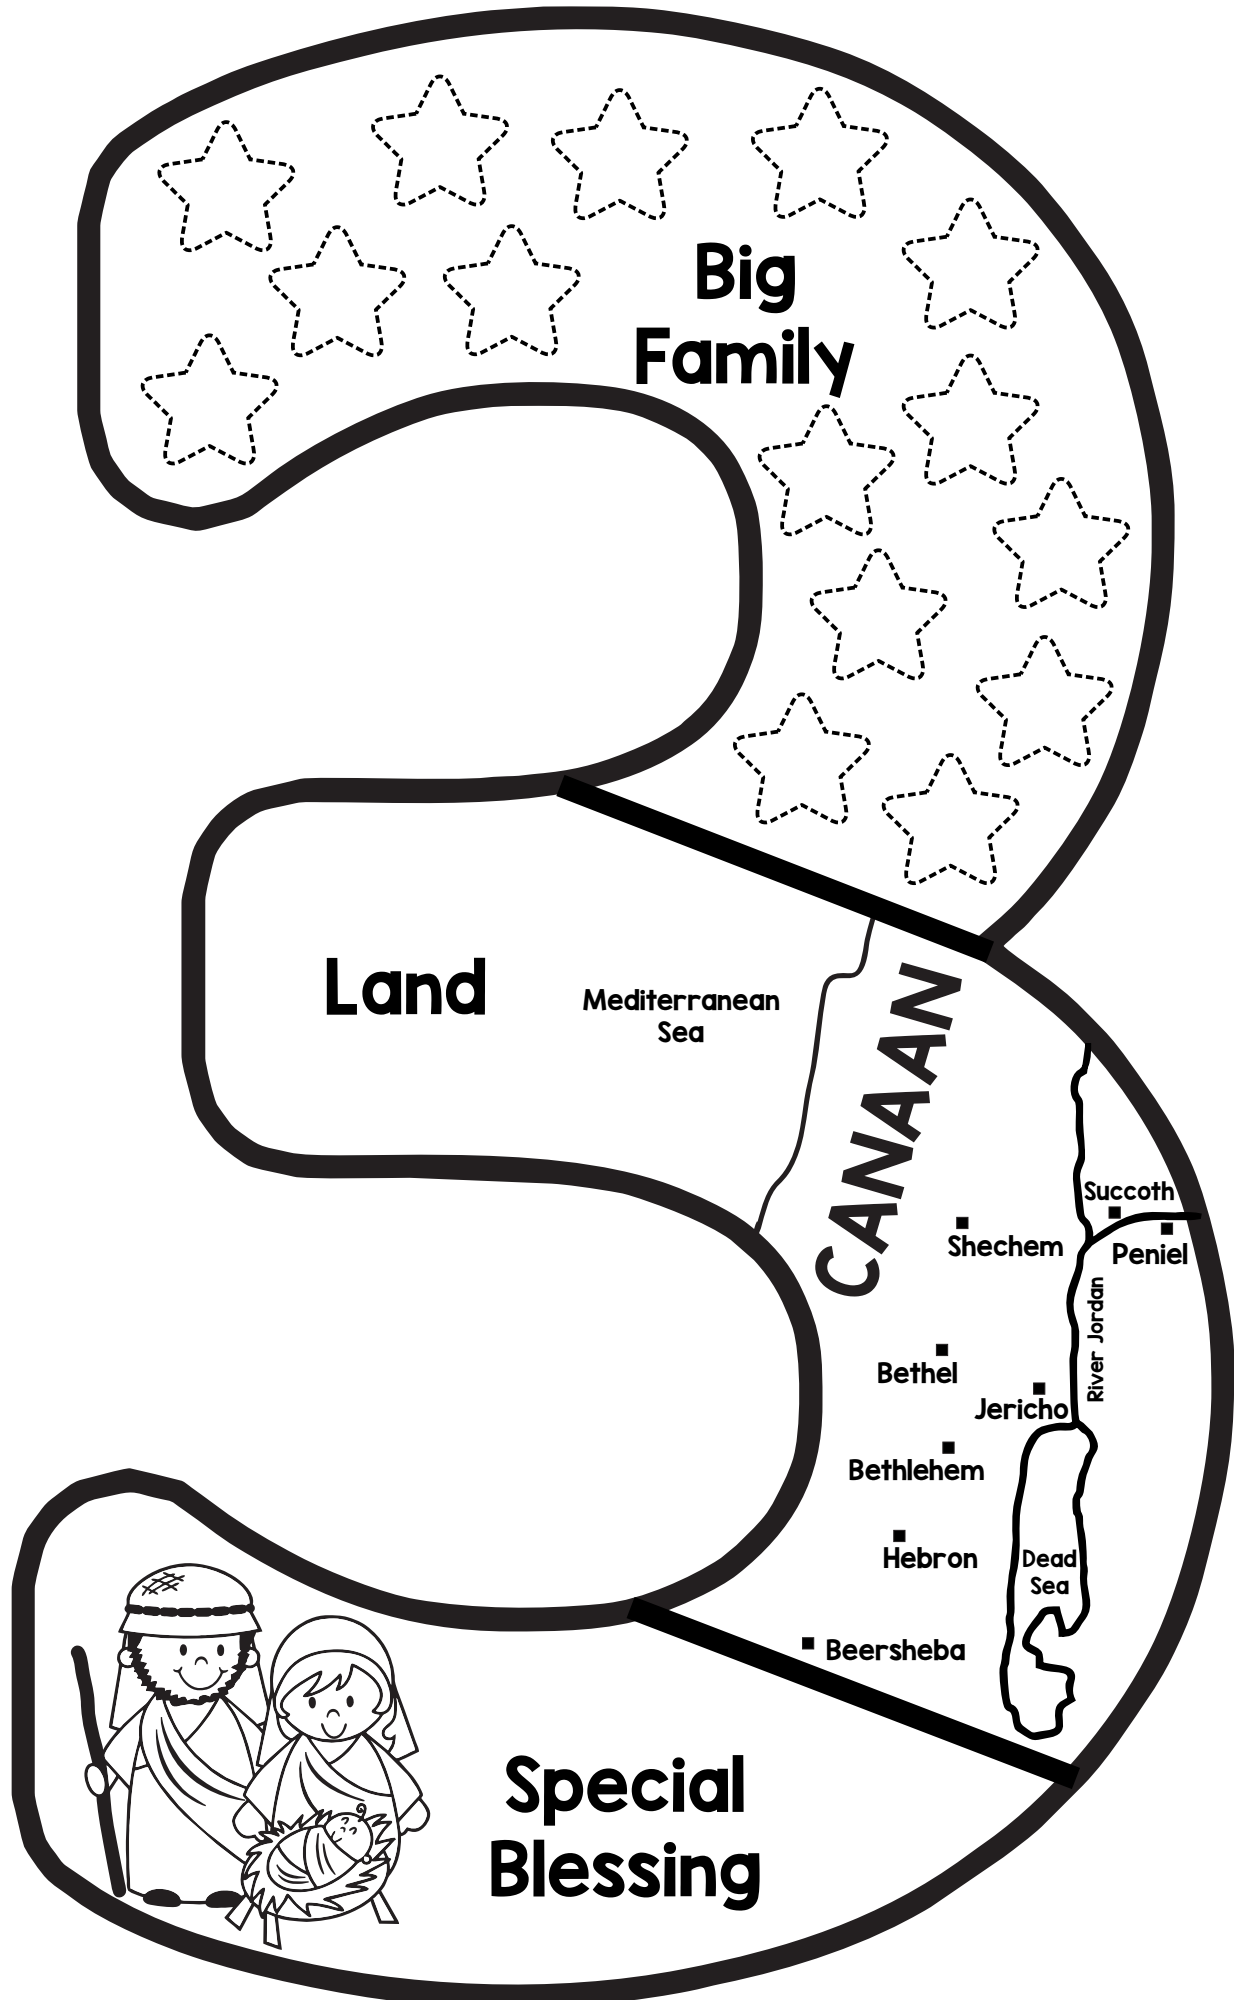 Big
Family
Land
Mediterranean
Sea
CANAAN
Succoth
Shechem
Peniel
River Jordan
Bethel
Jericho
Bethlehem
Hebron
Dead
Sea
Beersheba
Special
Blessing